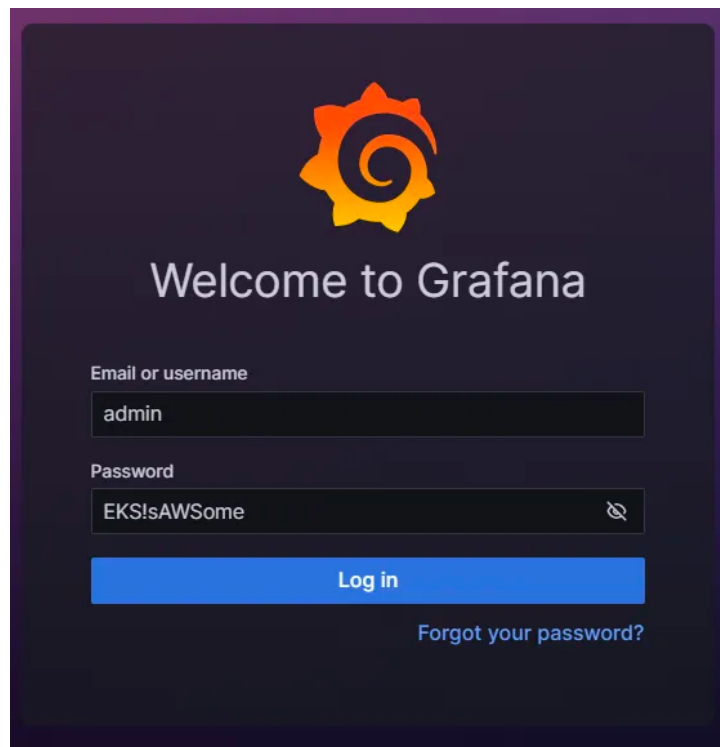 Welcome to Grafana
Email or username
admin
Password
EKS!sAWSome
Log in
Forgot your password?